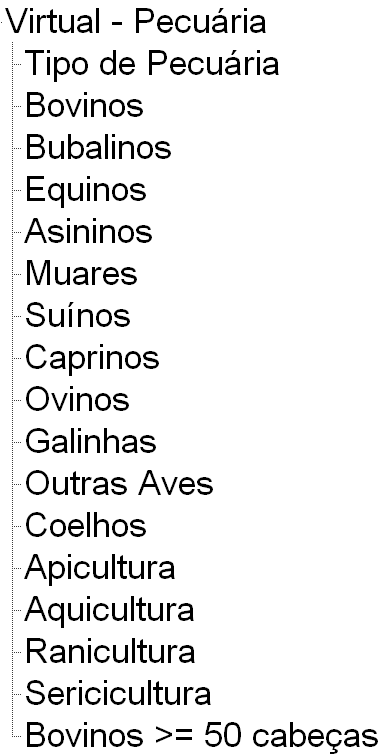 Virtual - Pecuária
Tipo de Pecuária
Bovinos
Bubalinos
Equinos
Asininos
Muares
Suínos
Caprinos
Ovinos
Galinhas
Outras Aves
Coelhos
Apicultura
Aquicultura
Ranicultura
Sericicultura
Bovinos >= 50 cabeças